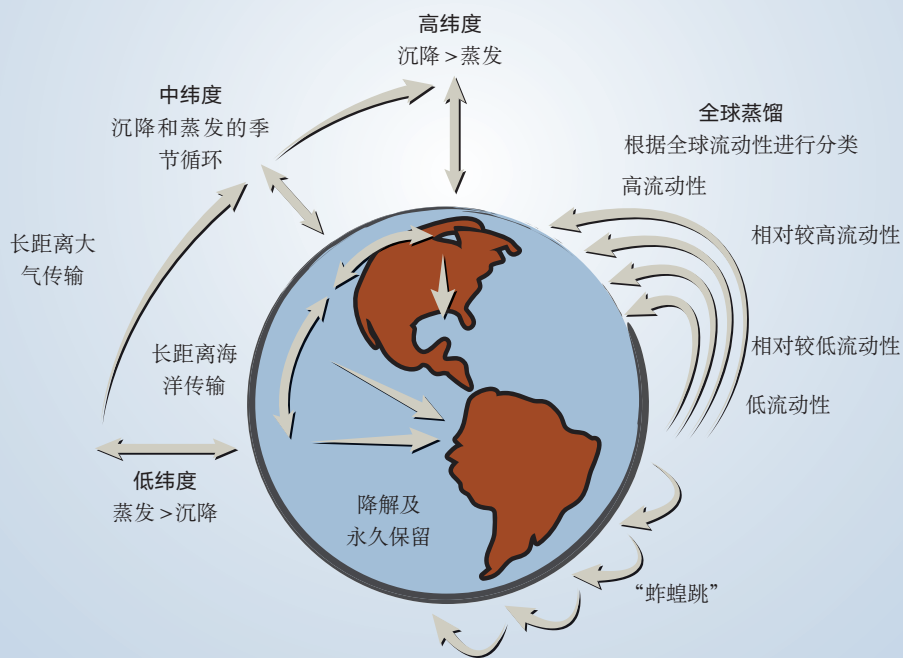 高纬度
沉降＞蒸发
中纬度
沉降和蒸发的季
节循环
全球蒸馏
根据全球流动性进行分类
高流动性
相对较高流动性
长距离大
气传输
长距离海
洋传输
相对较低流动性
低流动性
低纬度
蒸发＞沉降
降解及
永久保留
“蚱蝗跳”